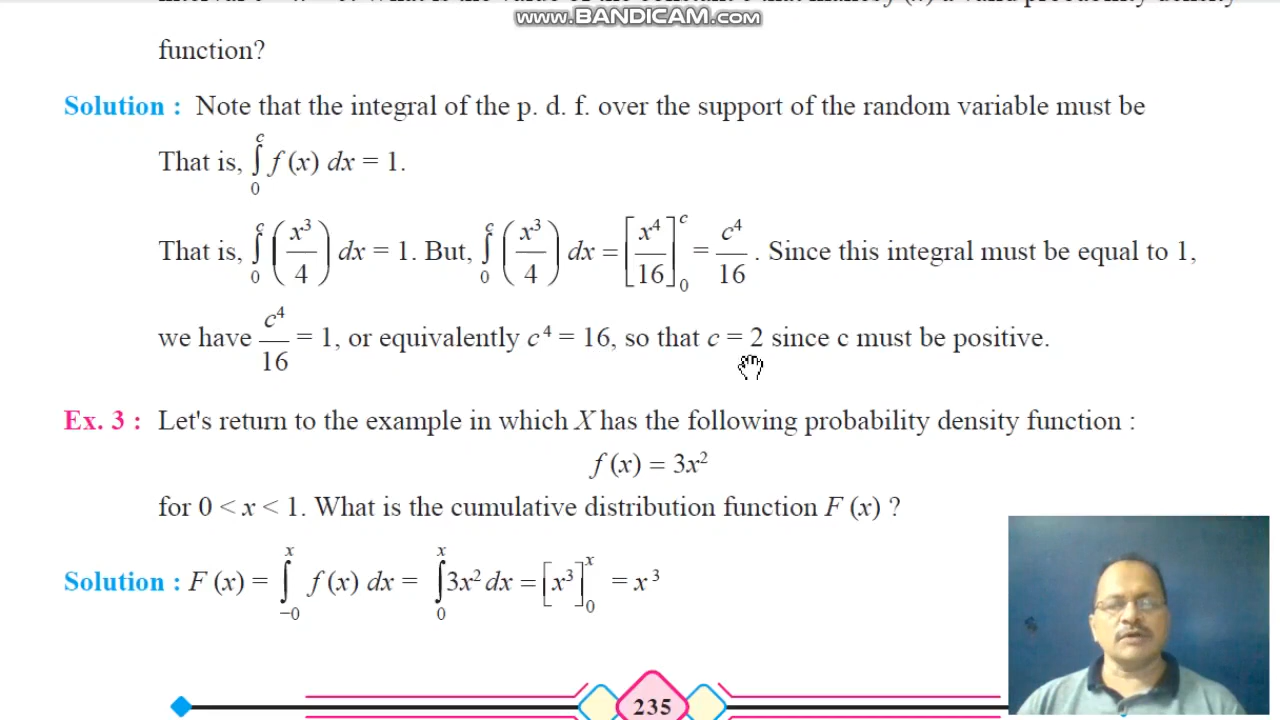 www.BANDICAM.com
function?
Solution : Note that the integral of the p. d. f. over the support of the random variable must be
That is, ∫₀ᶜ f (x) dx = 1.
That is, ∫₀ᶜ (x³/4) dx = 1. But, ∫₀ᶜ (x³/4) dx = [x⁴/16]₀ᶜ = c⁴/16 . Since this integral must be equal to 1,
we have c⁴/16 = 1, or equivalently c⁴ = 16, so that c = 2 since c must be positive.
Ex. 3 : Let's return to the example in which X has the following probability density function :
f (x) = 3x²
for 0 < x < 1. What is the cumulative distribution function F (x) ?
Solution : F (x) = ∫₋₀ˣ f (x) dx = ∫₀ˣ 3x² dx = [x³]₀ˣ = x³
235